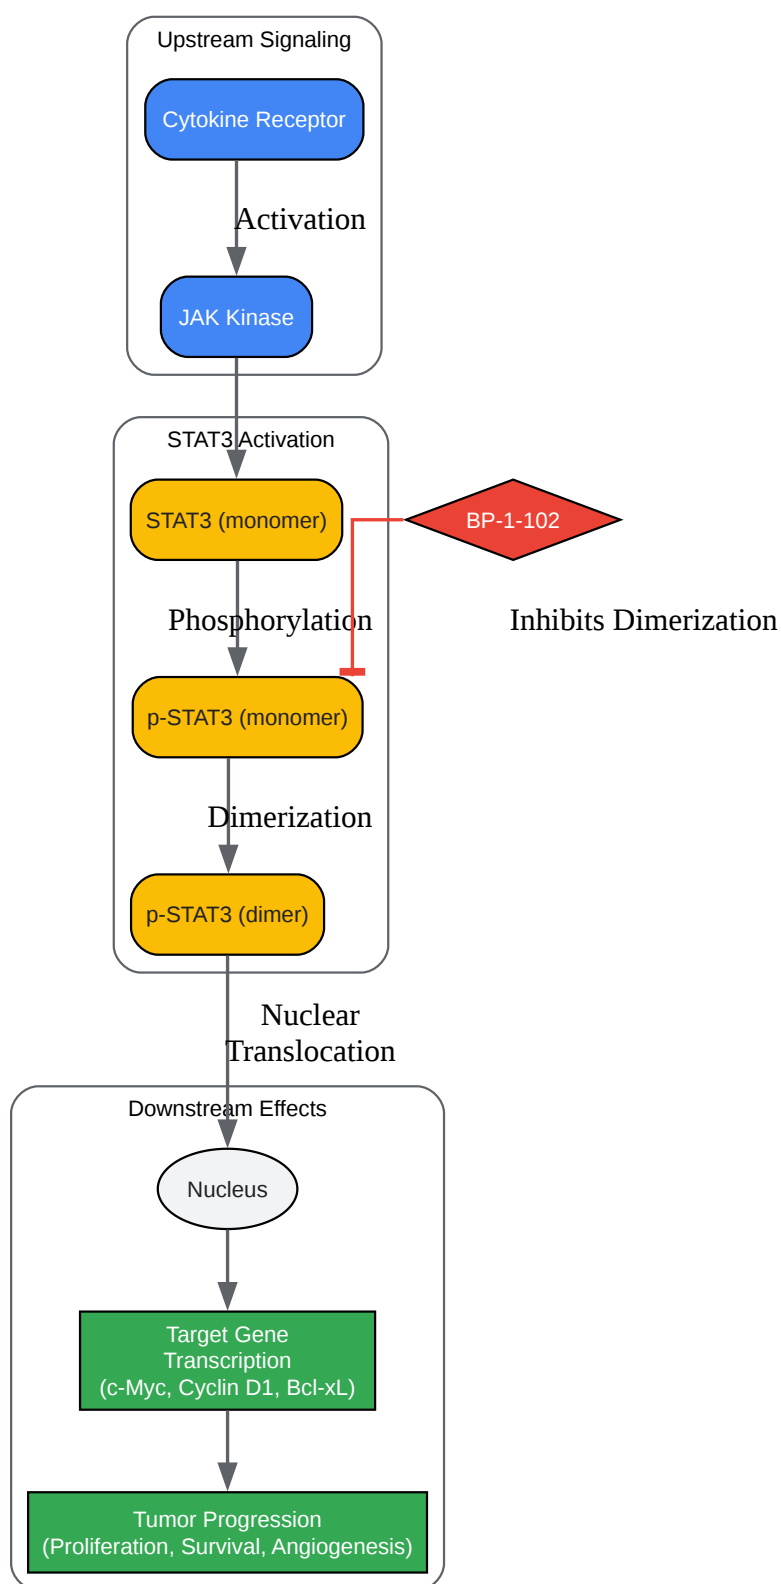 Upstream Signaling
Cytokine Receptor
Activation
JAK Kinase
STAT3 Activation
STAT3 (monomer)
BP-1-102
Phosphorylation
Inhibits Dimerization
p-STAT3 (monomer)
Dimerization
p-STAT3 (dimer)
Nuclear
Translocation
Downstream Effects
Nucleus
Target Gene
Transcription
(c-Myc, Cyclin D1, Bcl-xL)
Tumor Progression
(Proliferation, Survival, Angiogenesis)